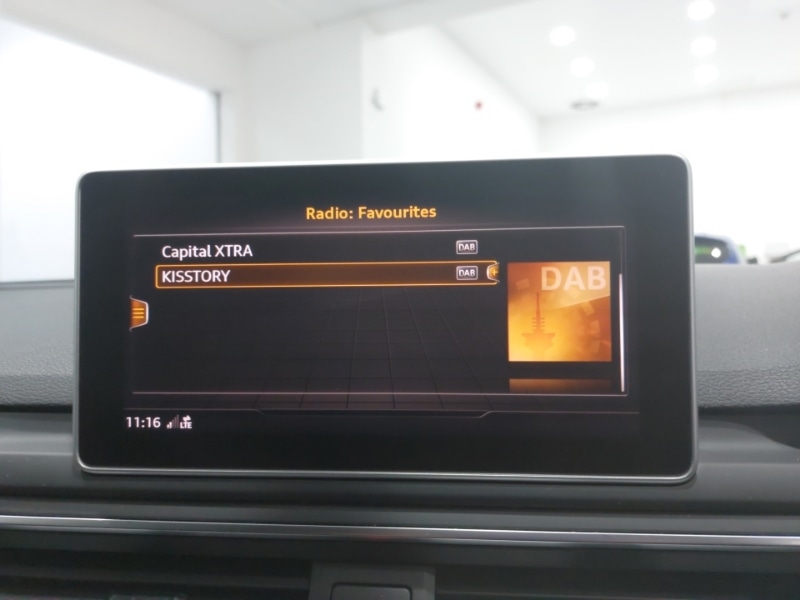 Radio: Favourites
Capital XTRA DAB
KISSTORY DAB
DAB
11:16 LTE